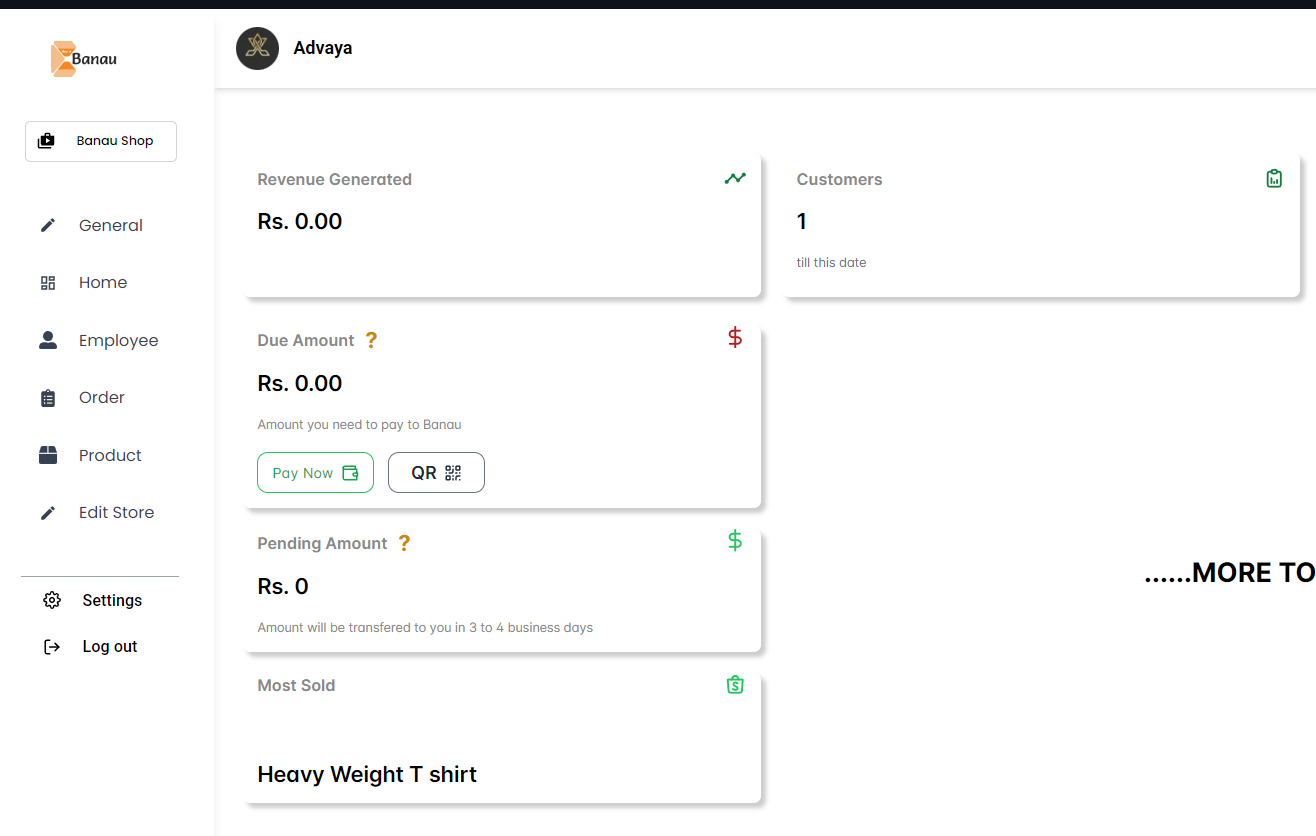 Banau
Advaya
Banau Shop
General
Home
Employee
Order
Product
Edit Store
Settings
Log out
Revenue Generated
Rs. 0.00
Customers
1
till this date
Due Amount ?
Rs. 0.00
Amount you need to pay to Banau
Pay Now
QR
Pending Amount ?
Rs. 0
Amount will be transfered to you in 3 to 4 business days
Most Sold
Heavy Weight T shirt
......MORE TO